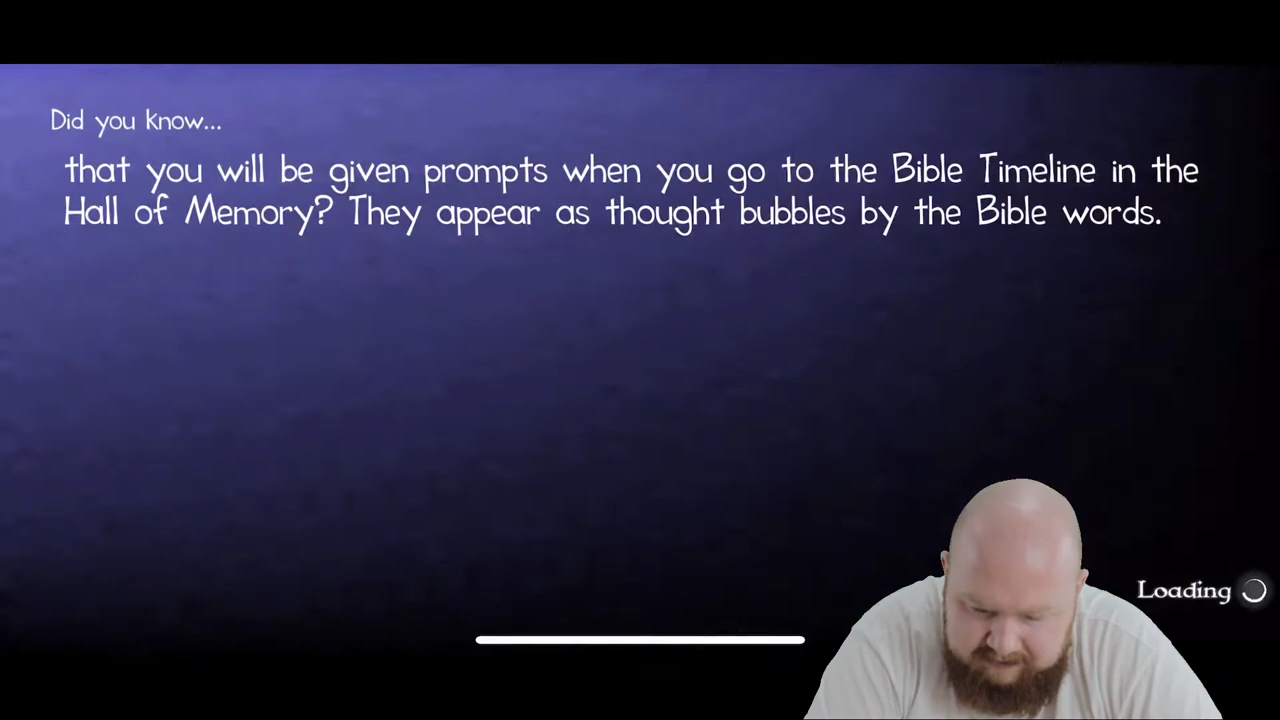 Did you know...
that you will be given prompts when you go to the Bible Timeline in the
Hall of Memory? They appear as thought bubbles by the Bible words.
Loading